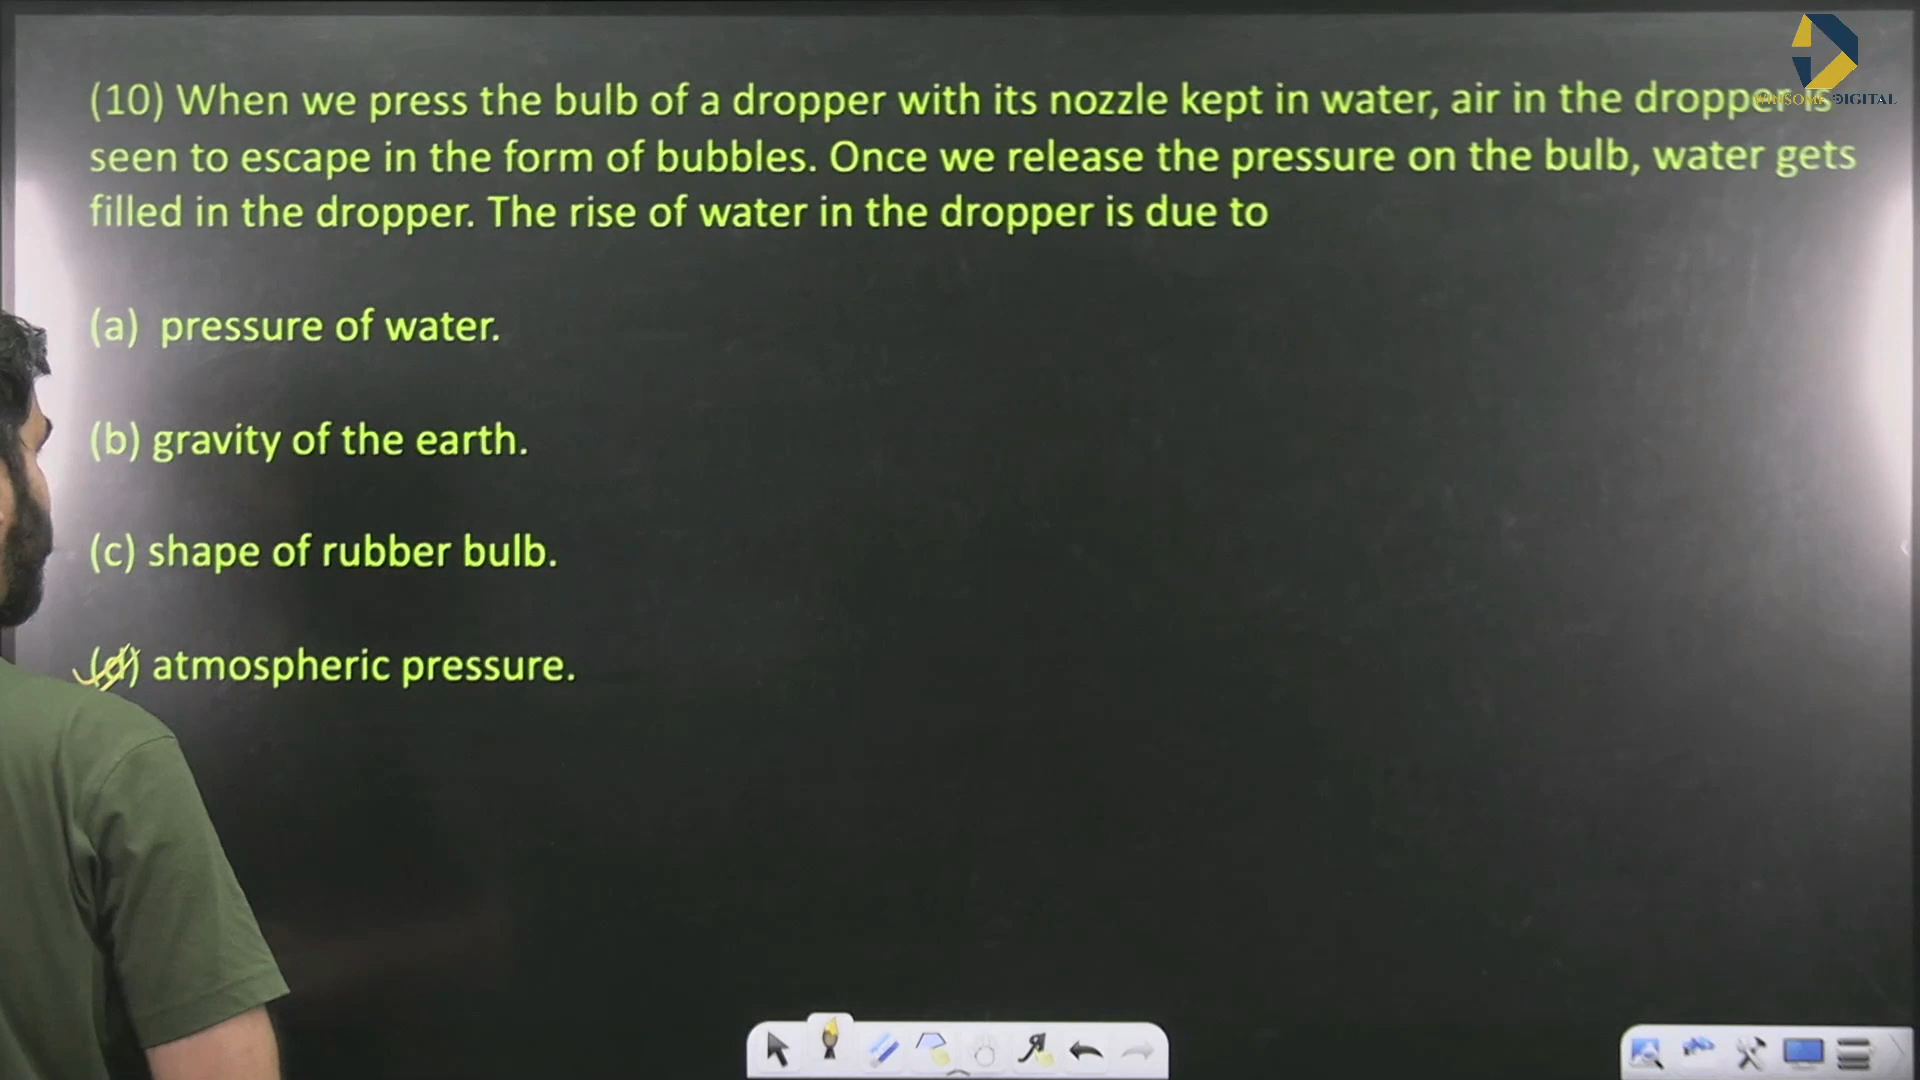 (10) When we press the bulb of a dropper with its nozzle kept in water, air in the dropper is
seen to escape in the form of bubbles. Once we release the pressure on the bulb, water gets
filled in the dropper. The rise of water in the dropper is due to
(a) pressure of water.
(b) gravity of the earth.
(c) shape of rubber bulb.
(d) atmospheric pressure.
WINSOME DIGITAL